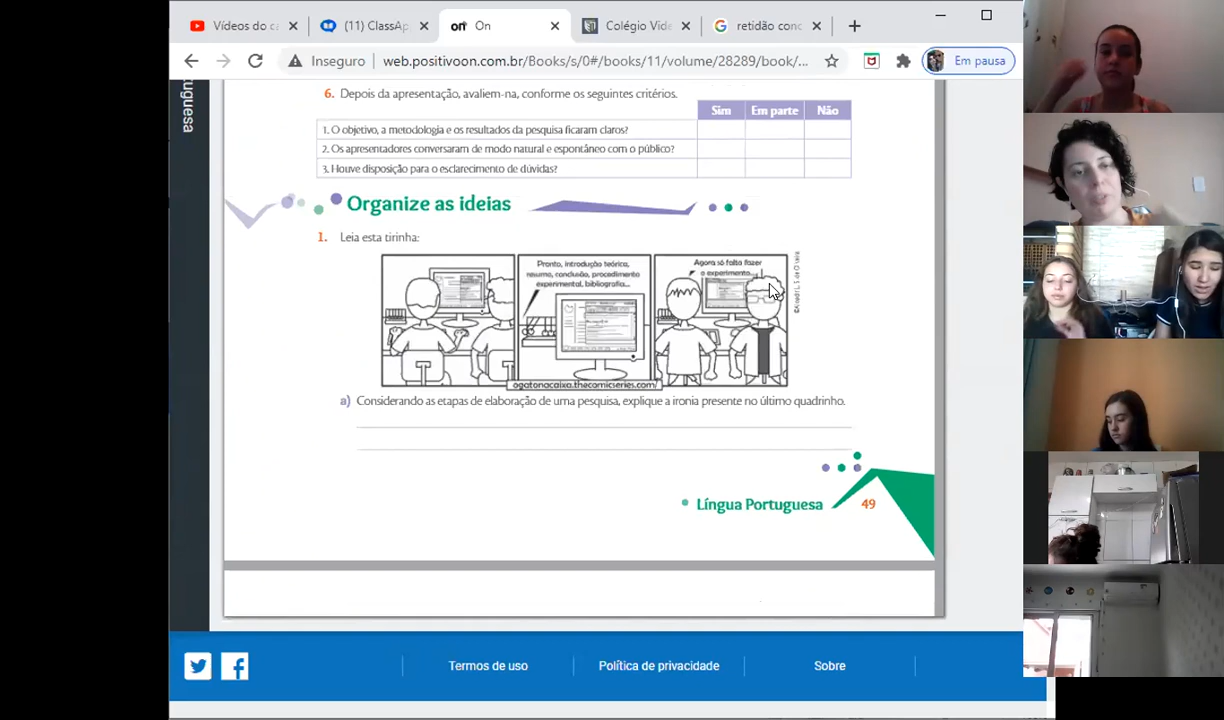 Vídeos do ca
(11) ClassAp
on
On
Colégio Vide
G
retidão conc
Inseguro
web.positivoon.com.br/Books/s/0#/books/11/volume/28289/book/...
Em pausa
tuguesa
6. Depois da apresentação, avaliem-na, conforme os seguintes critérios.
Sim Em parte Não
1. O objetivo, a metodologia e os resultados da pesquisa ficaram claros?
2. Os apresentadores conversaram de modo natural e espontâneo com o público?
3. Houve disposição para o esclarecimento de dúvidas?
Organize as ideias
1. Leia esta tirinha:
Pronto, introdução teórica,
resumo, conclusão, procedimento
experimental, bibliografia...
Agora só falta fazer
o experimento...
ogatonacaixa.thecomicseries.com/
a) Considerando as etapas de elaboração de uma pesquisa, explique a ironia presente no último quadrinho.
Língua Portuguesa
49
Termos de uso
Política de privacidade
Sobre